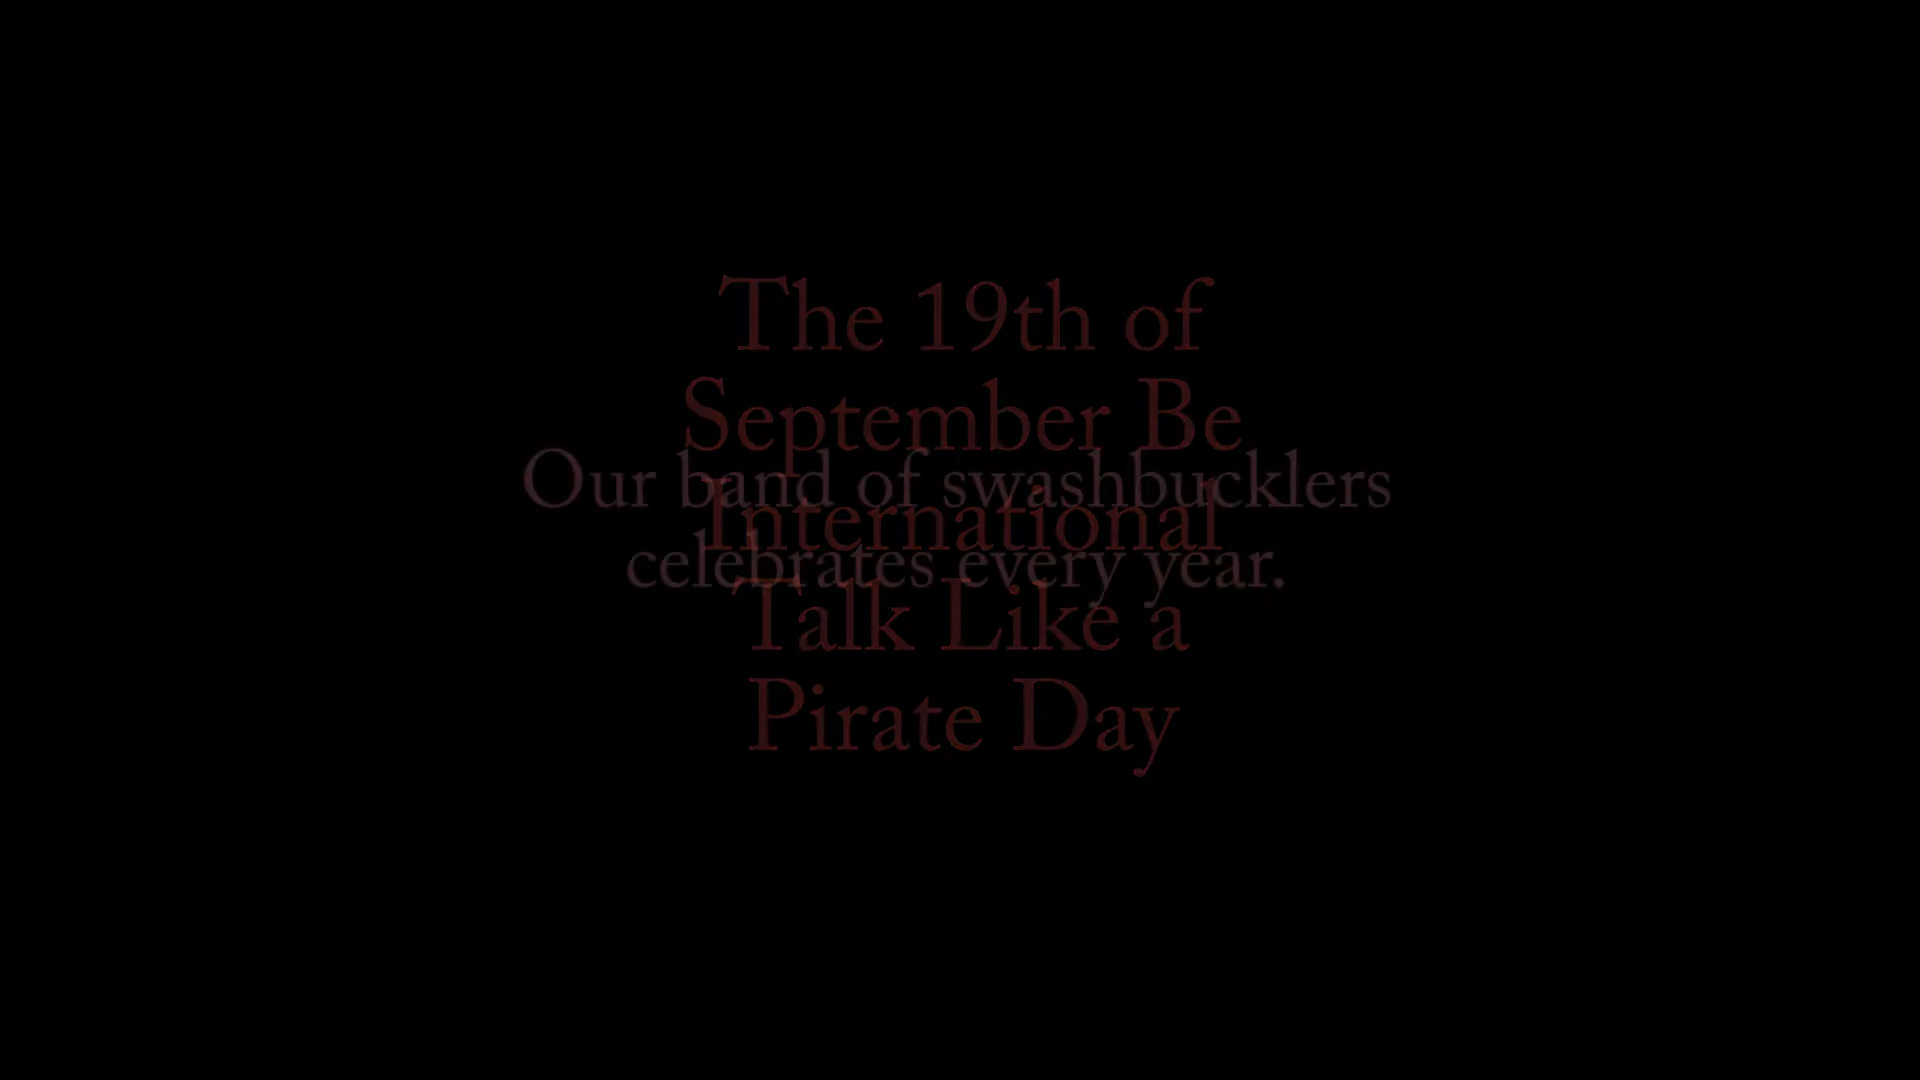 The 19th of
September Be
International
Talk Like a
Pirate Day
Our band of swashbucklers
celebrates every year.